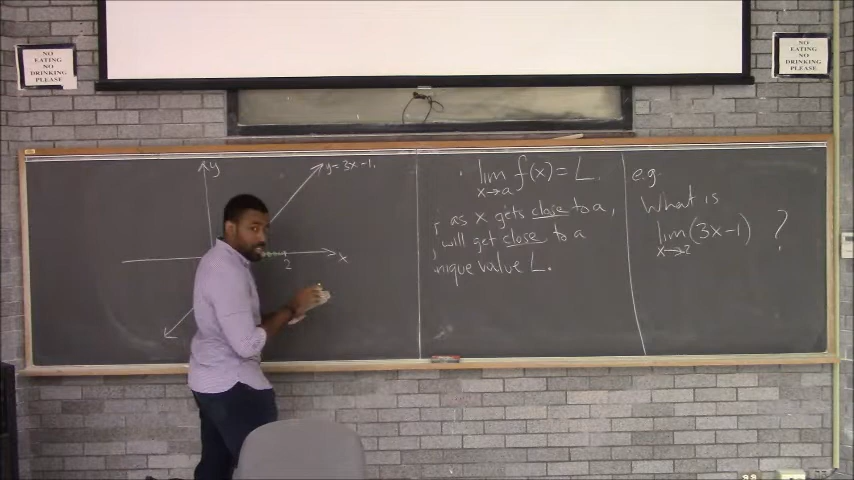 NO
EATING
NO
DRINKING
PLEASE
NO
EATING
NO
DRINKING
PLEASE
y
y=3x-1
x
2
lim f(x) = L.
x→a
as x gets close to a,
will get close to a
nique value L.
e.g.
What is
lim (3x-1) ?
x→2